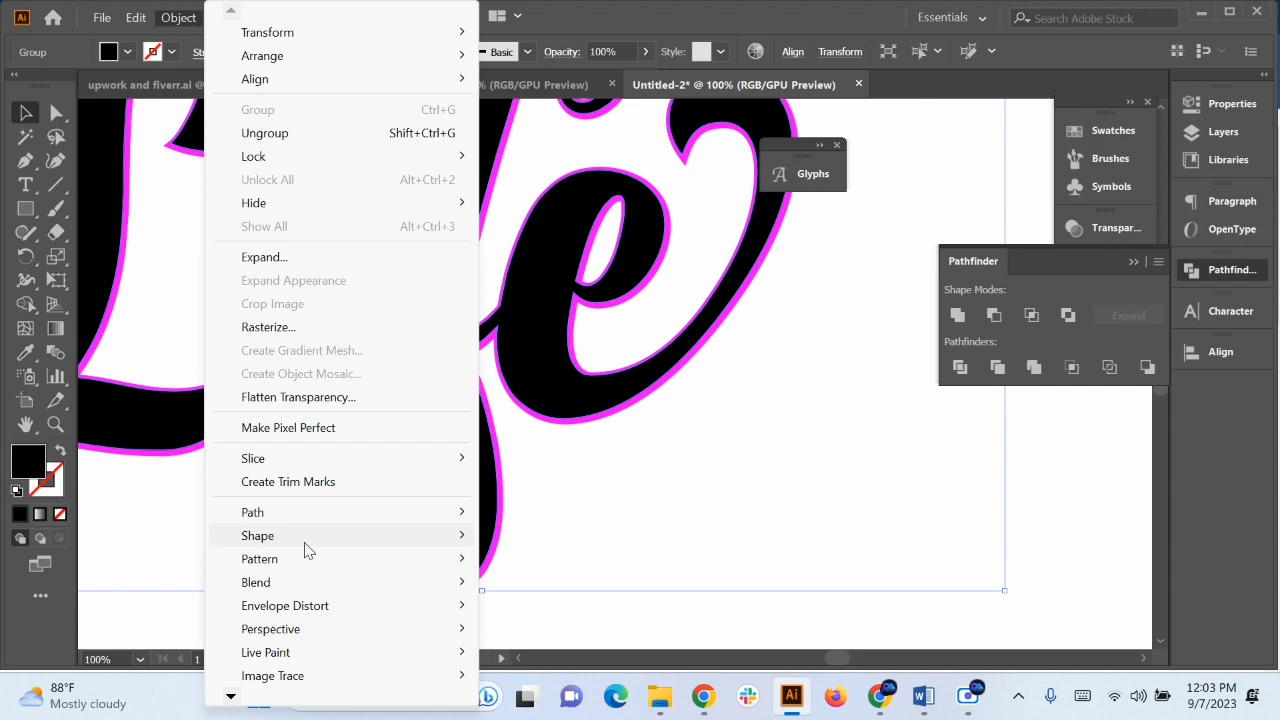 Ai File Edit Object
Essentials
Search Adobe Stock
Group
Basic Opacity: 100% Style: Align Transform
upwork and fiverr.ai @
% (RGB/GPU Preview)
Untitled-2* @ 100% (RGB/GPU Preview)
Transform
Arrange
Align
Group Ctrl+G
Ungroup Shift+Ctrl+G
Lock
Unlock All Alt+Ctrl+2
Hide
Show All Alt+Ctrl+3
Expand...
Expand Appearance
Crop Image
Rasterize...
Create Gradient Mesh...
Create Object Mosaic...
Flatten Transparency...
Make Pixel Perfect
Slice
Create Trim Marks
Path
Shape
Pattern
Blend
Envelope Distort
Perspective
Live Paint
Image Trace
Glyphs
Swatches
Brushes
Symbols
Transpar...
Pathfinder
Shape Modes:
Expand
Pathfinders:
Properties
Layers
Libraries
Paragraph
OpenType
Pathfind...
Character
Align
100%
1
88°F
Mostly cloudy
Ai
12:03 PM
9/7/2023